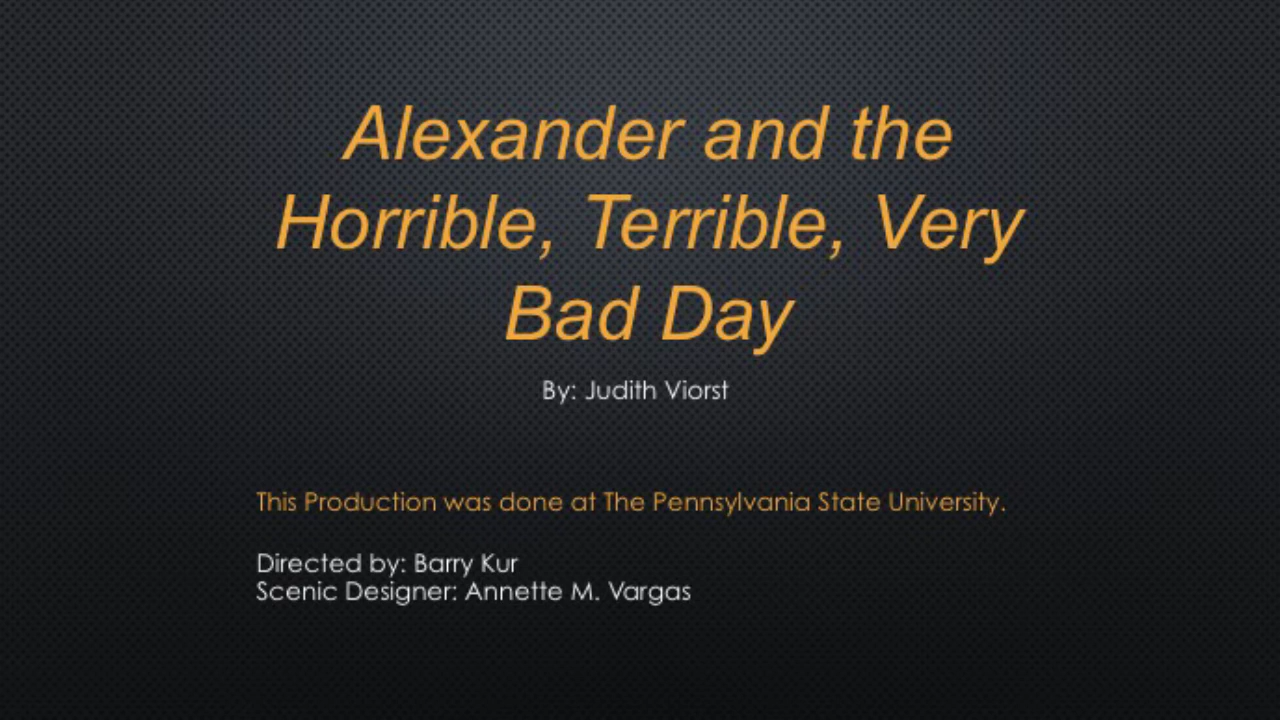 Alexander and the
Horrible, Terrible, Very
Bad Day
By: Judith Viorst
This Production was done at The Pennsylvania State University.
Directed by: Barry Kur
Scenic Designer: Annette M. Vargas